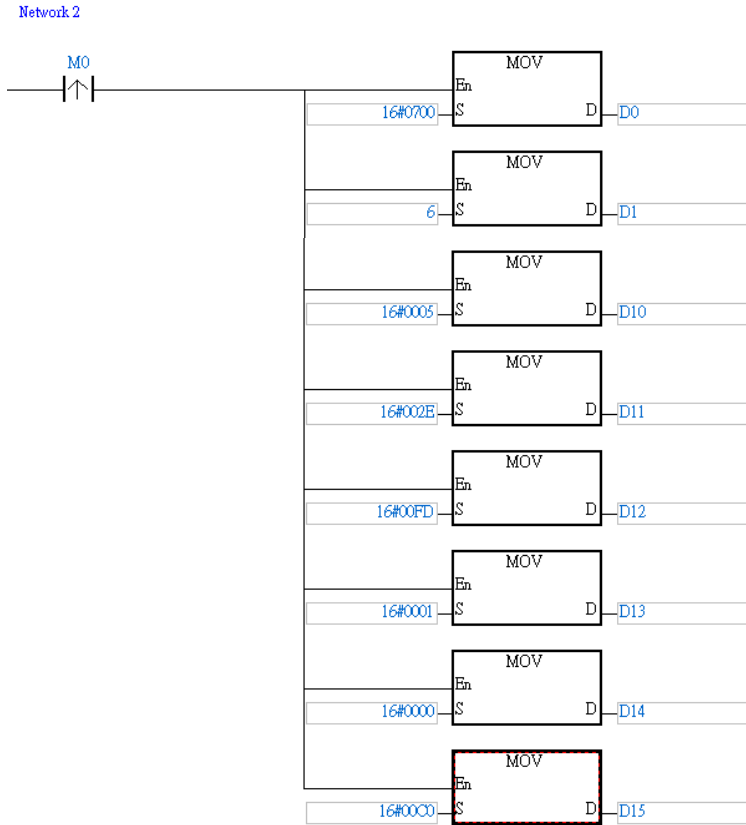 Network 2
M0
MOV
En
16#0700 S D D0
MOV
En
6 S D D1
MOV
En
16#0005 S D D10
MOV
En
16#002E S D D11
MOV
En
16#00FD S D D12
MOV
En
16#0001 S D D13
MOV
En
16#0000 S D D14
MOV
En
16#00C0 S D D15